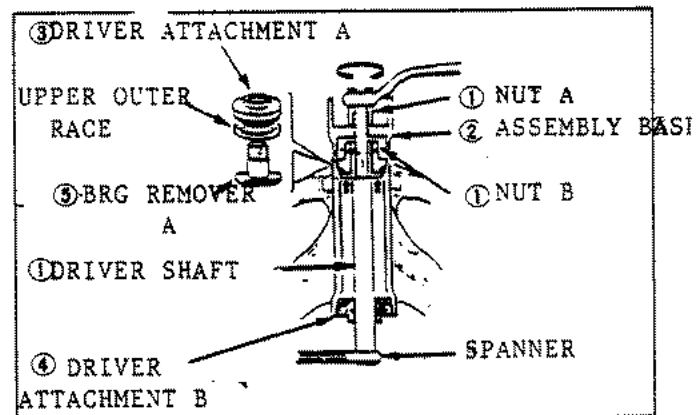 ③DRIVER ATTACHMENT A
UPPER OUTER
RACE
⑤BRG REMOVER
A
①DRIVER SHAFT
④ DRIVER
ATTACHMENT B
① NUT A
② ASSEMBLY BASI
① NUT B
SPANNER